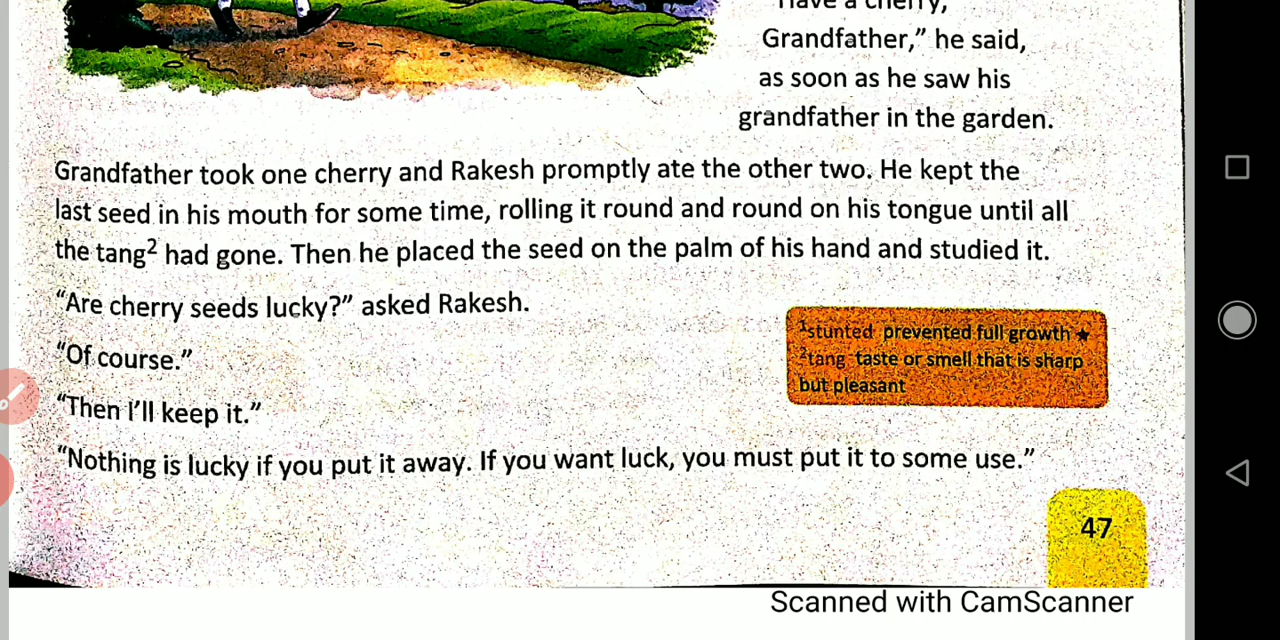 "Have a cherry,
Grandfather," he said,
as soon as he saw his
grandfather in the garden.
Grandfather took one cherry and Rakesh promptly ate the other two. He kept the
last seed in his mouth for some time, rolling it round and round on his tongue until all
the tang² had gone. Then he placed the seed on the palm of his hand and studied it.
"Are cherry seeds lucky?" asked Rakesh.
"Of course."
"Then I'll keep it."
"Nothing is lucky if you put it away. If you want luck, you must put it to some use."
¹stunted prevented full growth ★
²tang taste or smell that is sharp
but pleasant
47
Scanned with CamScanner